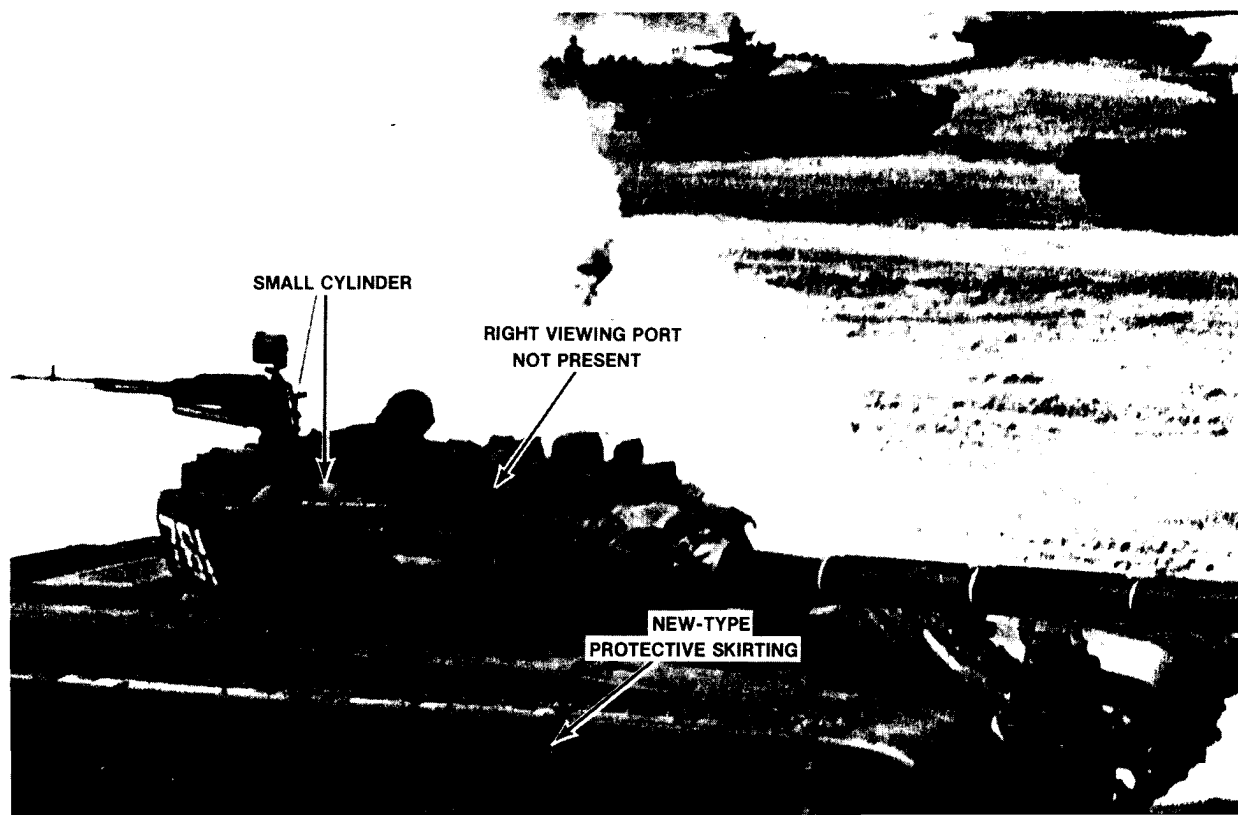 SMALL CYLINDER
RIGHT VIEWING PORT
NOT PRESENT
NEW-TYPE
PROTECTIVE SKIRTING